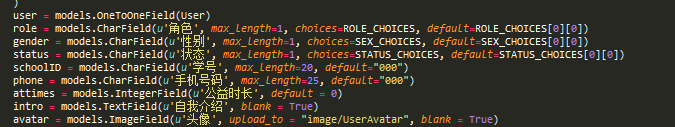 )
user = models.OneToOneField(User)
role = models.CharField(u'角色', max_length=1, choices=ROLE_CHOICES, default=ROLE_CHOICES[0][0])
gender = models.CharField(u'性别', max_length=1, choices=SEX_CHOICES, default=SEX_CHOICES[0][0])
status = models.CharField(u'状态', max_length=1, choices=STATUS_CHOICES, default=STATUS_CHOICES[0][0])
schoolID = models.CharField(u'学号', max_length=20, default="000")
phone = models.CharField(u'手机号码', max_length=25, default="000")
attimes = models.IntegerField(u'公益时长', default = 0)
intro = models.TextField(u'自我介绍', blank = True)
avatar = models.ImageField(u'头像', upload_to = "image/UserAvatar", blank = True)